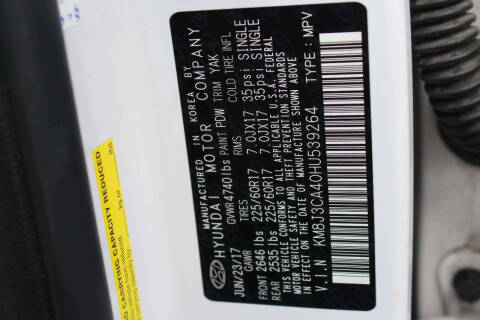 MANUFACTURED IN KOREA BY
HYUNDAI MOTOR COMPANY
JUN/23/17 GVWR 4740lbs PAINT PDW TRIM YAK
GAWR TIRES RIMS COLD TIRE INFL
FRONT 2646 lbs 225/60R17 7.0JX17 35psi SINGLE
REAR 2535 lbs 225/60R17 7.0JX17 35psi SINGLE
THIS VEHICLE CONFORMS TO ALL APPLICABLE U.S.A. FEDERAL
MOTOR VEHICLE SAFETY AND THEFT PREVENTION STANDARDS
IN EFFECT ON THE DATE OF MANUFACTURE SHOWN ABOVE
V.I.N KM8J3CA40HU539264 TYPE: MPV
CARRYING CAPACITY REDUCED